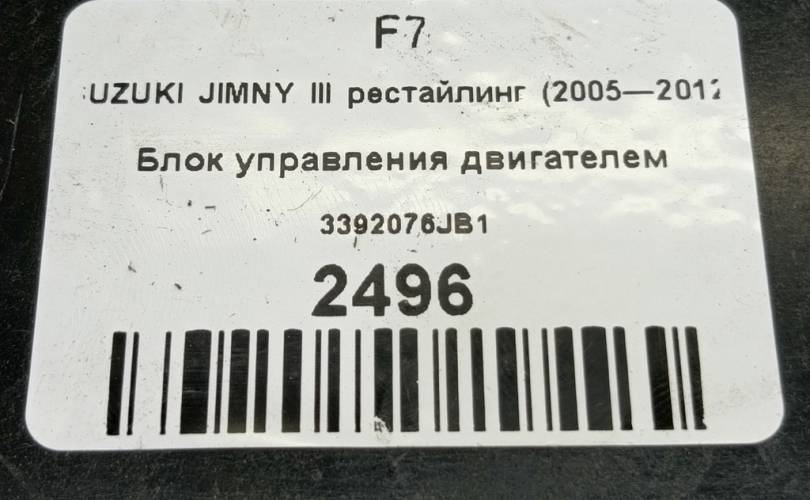 F7
UZUKI JIMNY III рестайлинг (2005—2012
Блок управления двигателем
3392076JB1
2496